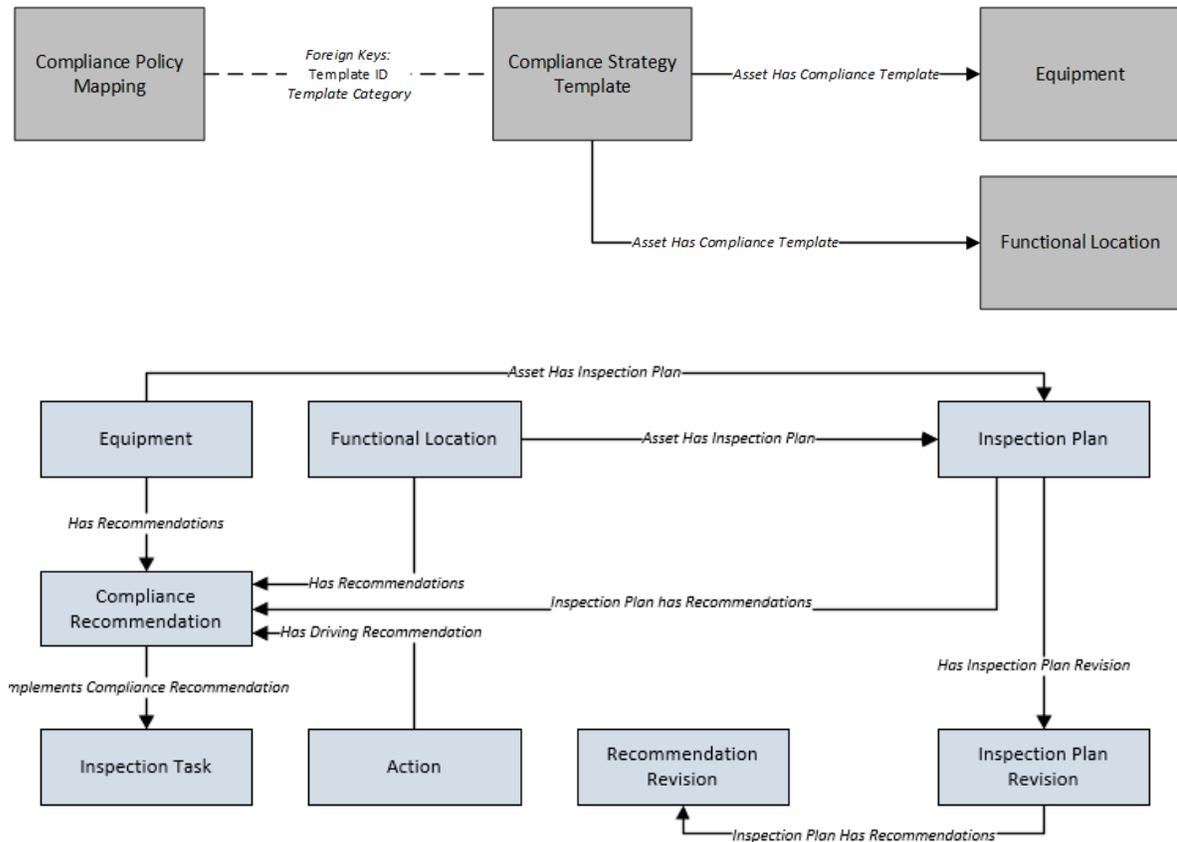 Compliance Policy
Mapping
Foreign Keys:
Template ID
Template Category
Compliance Strategy
Template
Asset Has Compliance Template
Equipment
Asset Has Compliance Template
Functional Location
Asset Has Inspection Plan
Equipment
Functional Location
Asset Has Inspection Plan
Inspection Plan
Has Recommendations
Compliance
Recommendation
Has Recommendations
Inspection Plan has Recommendations
Has Driving Recommendation
Has Inspection Plan Revision
mplements Compliance Recommendation
Inspection Task
Action
Recommendation
Revision
Inspection Plan
Revision
Inspection Plan Has Recommendations